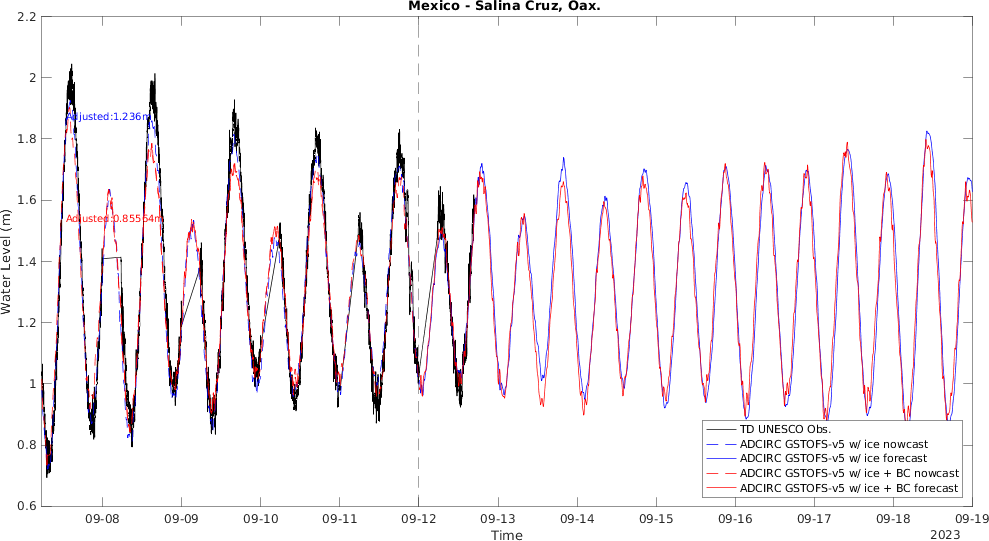 Mexico - Salina Cruz, Oax.
2.2
2
1.8
1.6
1.4
1.2
1
0.8
0.6
Water Level (m)
Adjusted:1.236m
Adjusted:0.85554m
TD UNESCO Obs.
ADCIRC GSTOFS-v5 w/ ice nowcast
ADCIRC GSTOFS-v5 w/ ice forecast
ADCIRC GSTOFS-v5 w/ ice + BC nowcast
ADCIRC GSTOFS-v5 w/ ice + BC forecast
09-08 09-09 09-10 09-11 09-12 09-13 09-14 09-15 09-16 09-17 09-18 09-19
Time
2023